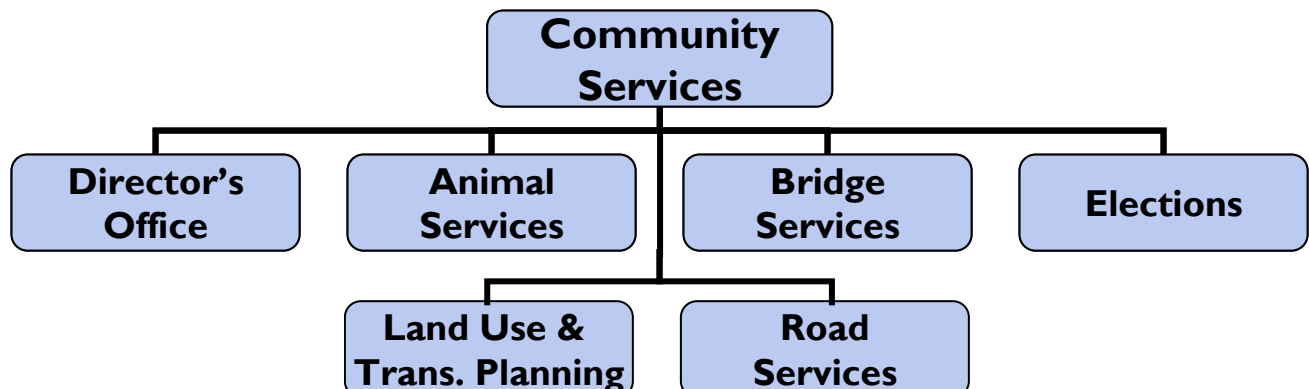 Community
Services
Director’s
Office
Animal
Services
Bridge
Services
Elections
Land Use &
Trans. Planning
Road
Services